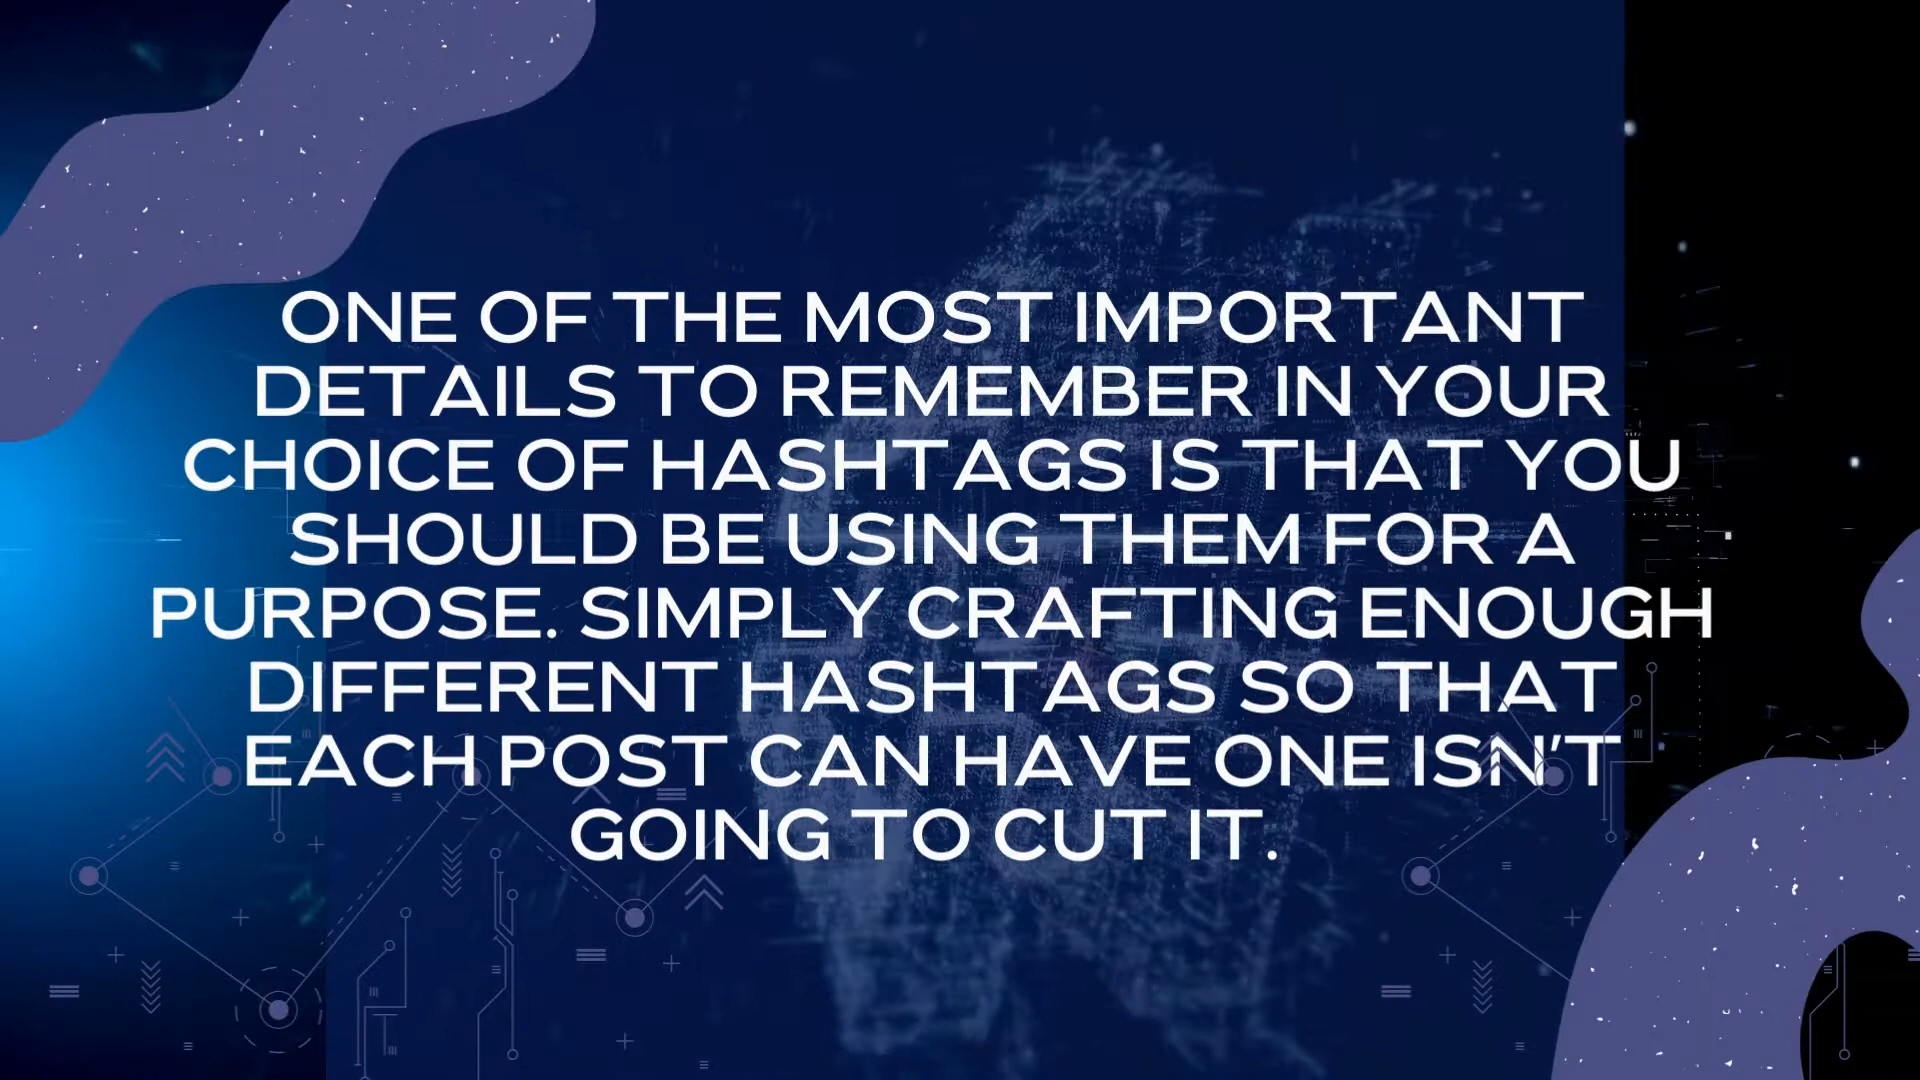 ONE OF THE MOST IMPORTANT
DETAILS TO REMEMBER IN YOUR
CHOICE OF HASHTAGS IS THAT YOU
SHOULD BE USING THEM FOR A
PURPOSE. SIMPLY CRAFTING ENOUGH
DIFFERENT HASHTAGS SO THAT
EACH POST CAN HAVE ONE ISN'T
GOING TO CUT IT.